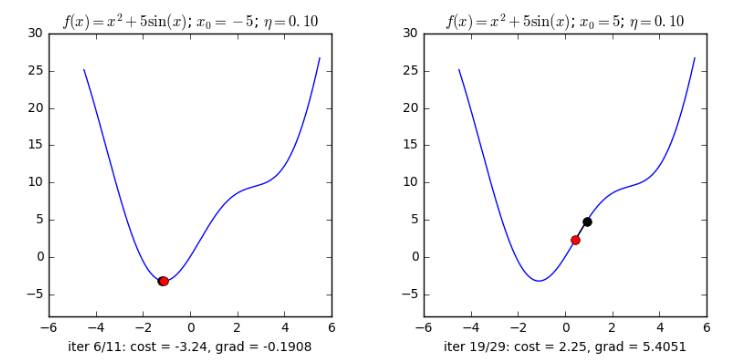 f(x) = x² + 5sin(x); x₀ = −5; η = 0.10
30
25
20
15
10
5
0
−5
−6 −4 −2 0 2 4 6
iter 6/11: cost = -3.24, grad = -0.1908
f(x) = x² + 5sin(x); x₀ = 5; η = 0.10
30
25
20
15
10
5
0
−5
−6 −4 −2 0 2 4 6
iter 19/29: cost = 2.25, grad = 5.4051